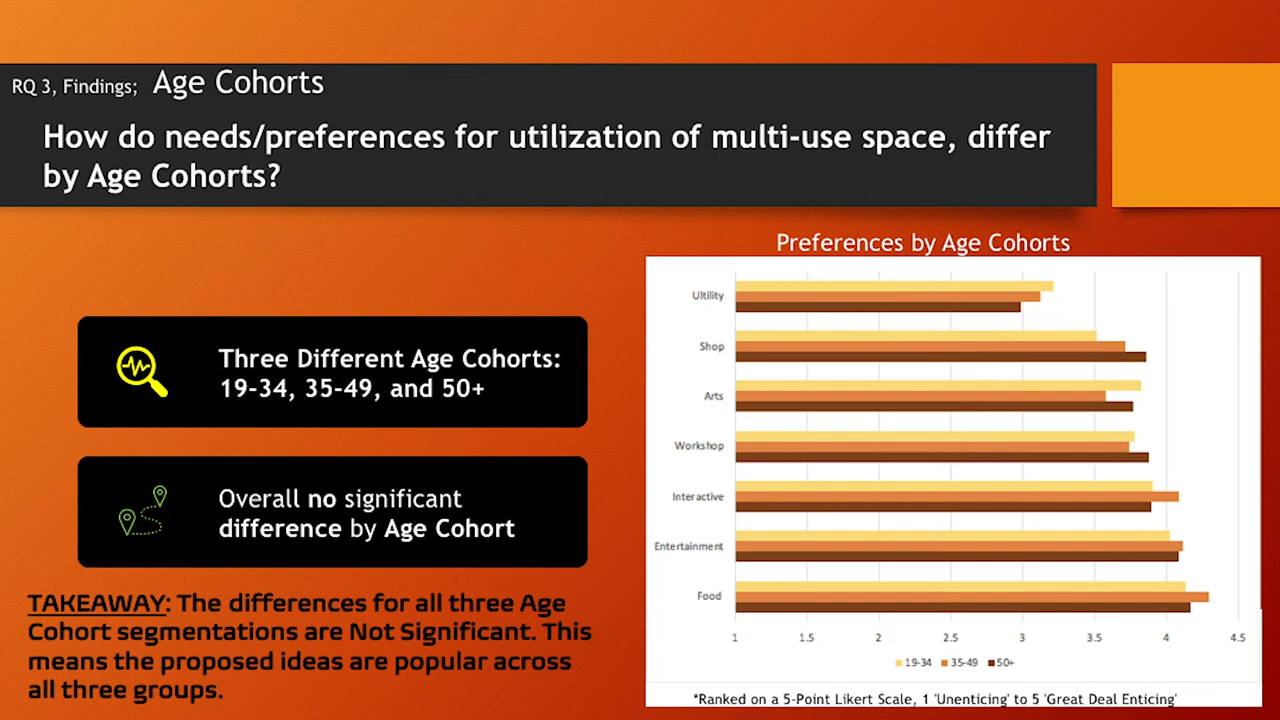 RQ 3, Findings; Age Cohorts
How do needs/preferences for utilization of multi-use space, differ
by Age Cohorts?
Three Different Age Cohorts:
19-34, 35-49, and 50+
Overall no significant
difference by Age Cohort
TAKEAWAY: The differences for all three Age
Cohort segmentations are Not Significant. This
means the proposed ideas are popular across
all three groups.
Preferences by Age Cohorts
Ultility
Shop
Arts
Workshop
Interactive
Entertainment
Food
1 1.5 2 2.5 3 3.5 4 4.5
19-34 35-49 50+
*Ranked on a 5-Point Likert Scale, 1 'Unenticing' to 5 'Great Deal Enticing'